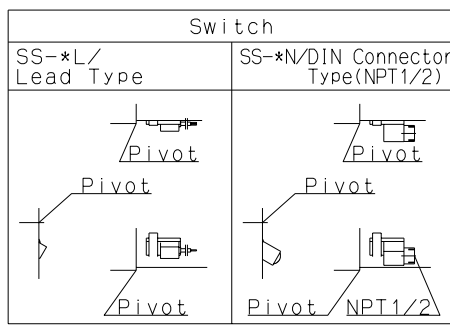 Switch
SS-*L/
Lead Type
SS-*N/DIN Connector
Type(NPT1/2)
Pivot
Pivot
Pivot
Pivot
Pivot
Pivot
NPT1/2